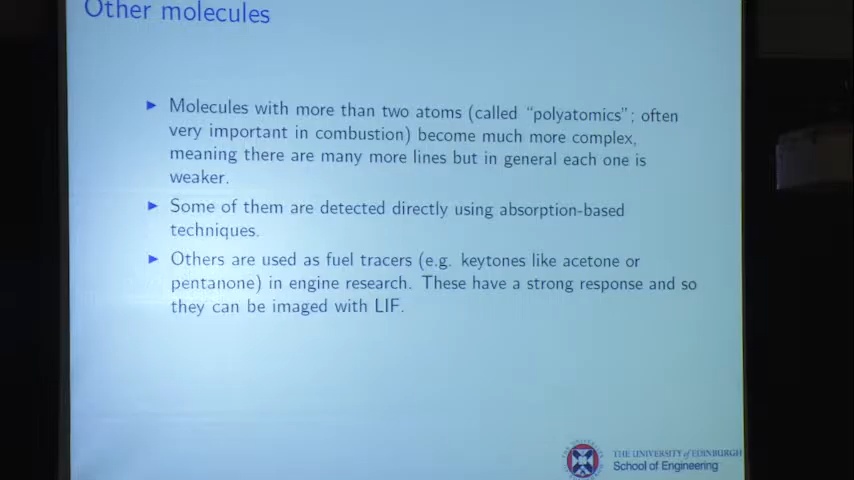 Other molecules
Molecules with more than two atoms (called "polyatomics"; often
very important in combustion) become much more complex,
meaning there are many more lines but in general each one is
weaker.
Some of them are detected directly using absorption-based
techniques.
Others are used as fuel tracers (e.g. keytones like acetone or
pentanone) in engine research. These have a strong response and so
they can be imaged with LIF.
THE UNIVERSITY of EDINBURGH
School of Engineering